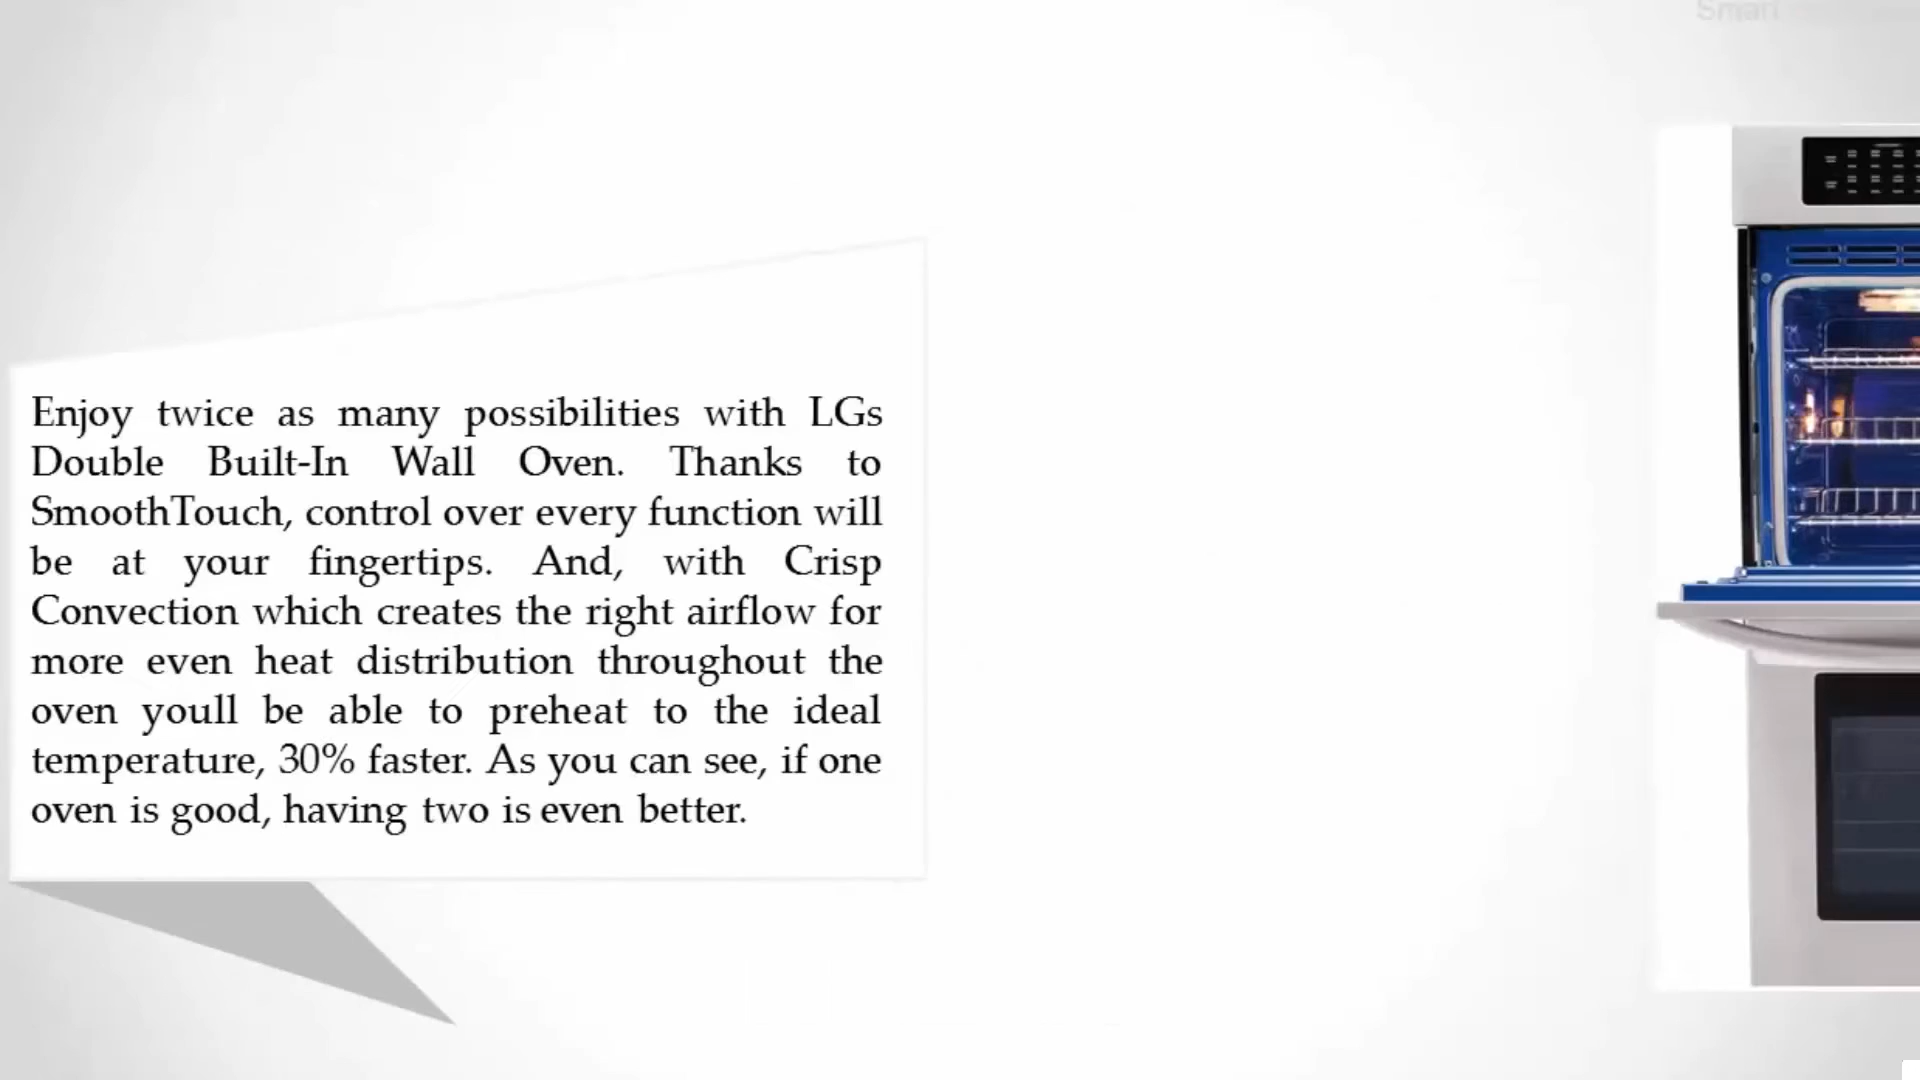 Smart
Enjoy twice as many possibilities with LGs
Double Built-In Wall Oven. Thanks to
SmoothTouch, control over every function will
be at your fingertips. And, with Crisp
Convection which creates the right airflow for
more even heat distribution throughout the
oven youll be able to preheat to the ideal
temperature, 30% faster. As you can see, if one
oven is good, having two is even better.